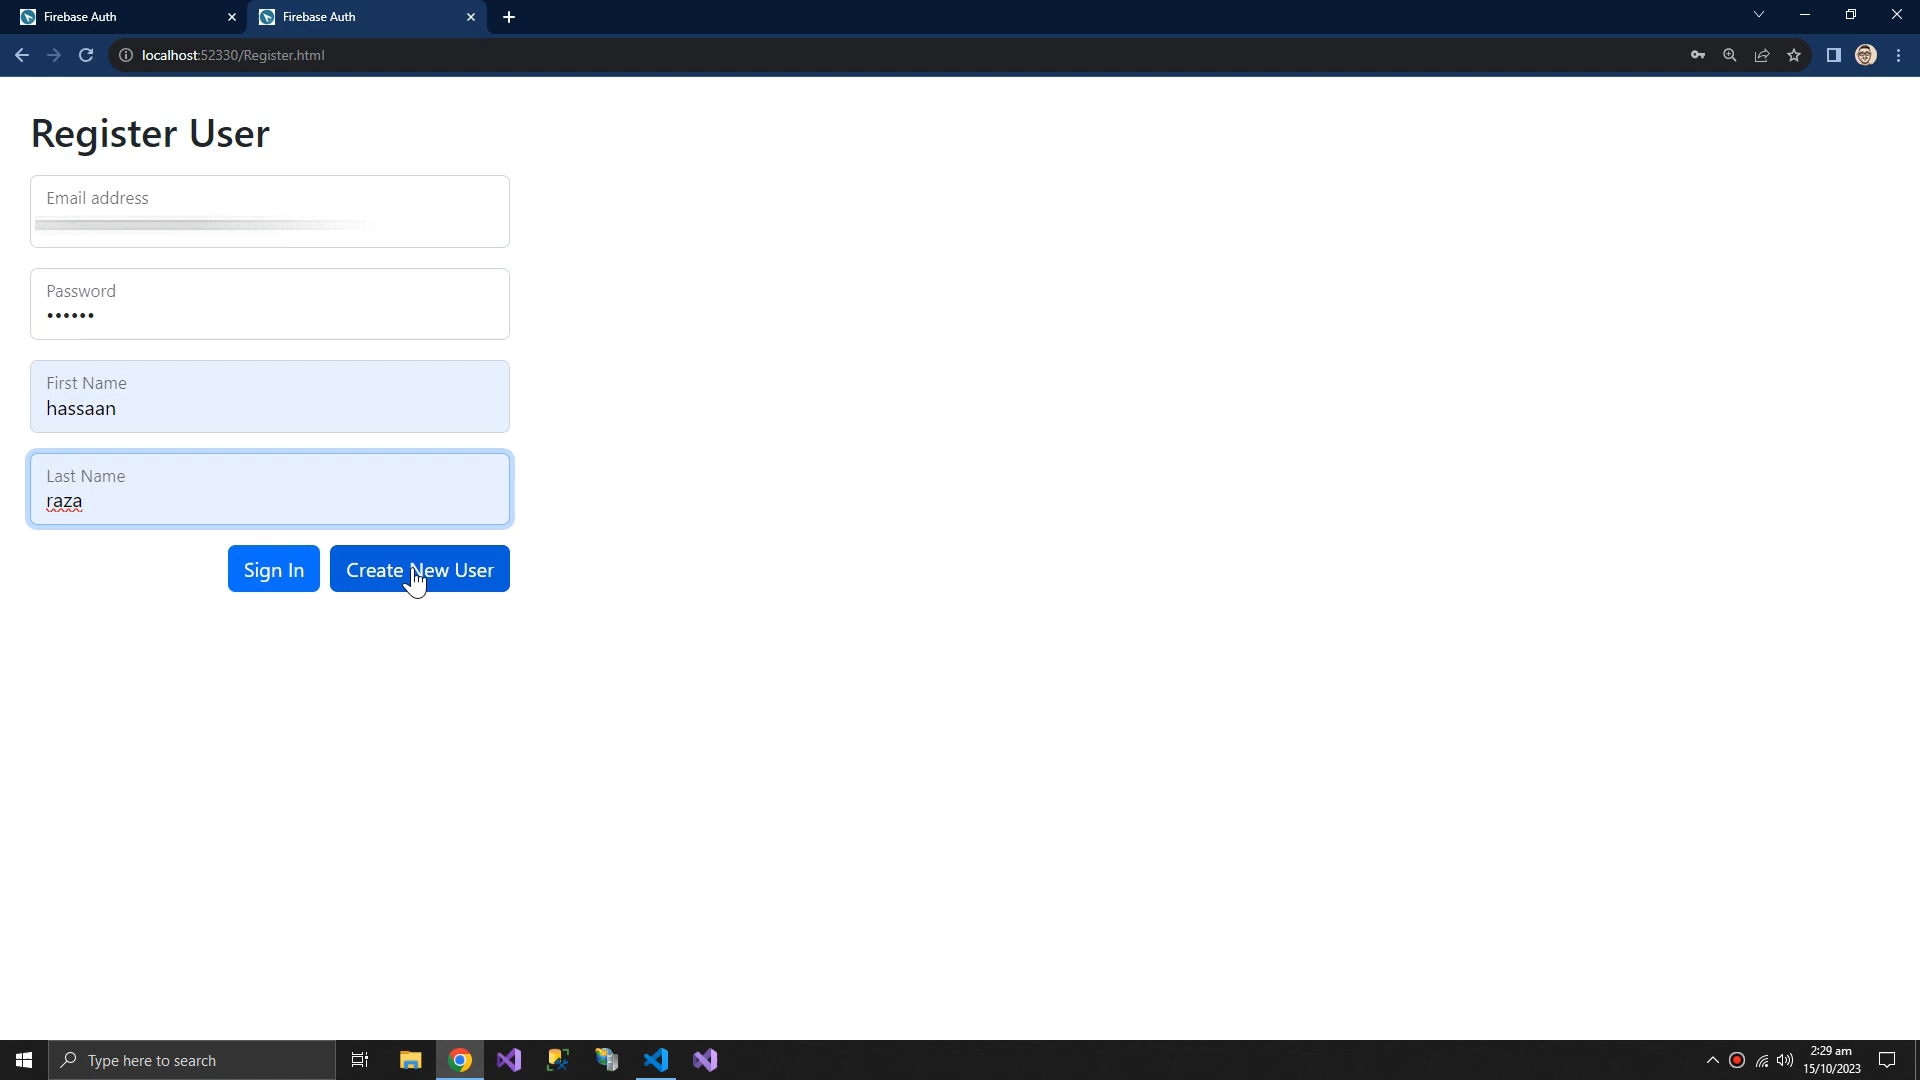 Firebase Auth
Firebase Auth
localhost:52330/Register.html
Register User
Email address
Password
••••••
First Name
hassaan
Last Name
raza
Sign In
Create New User
Type here to search
2:29 am
15/10/2023